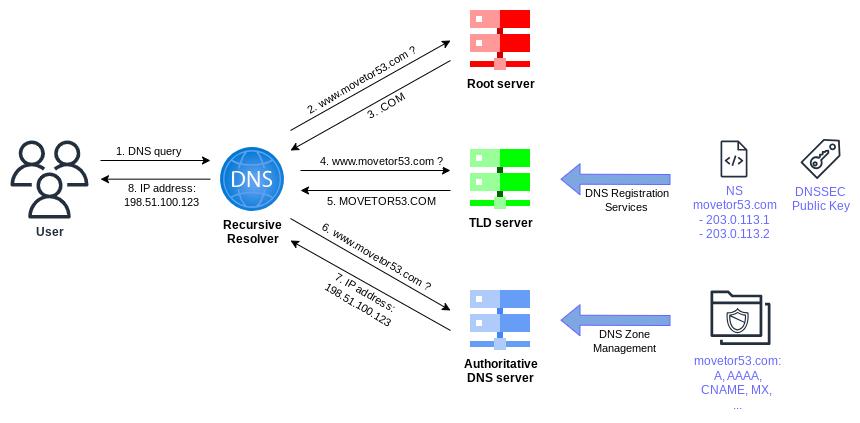 2. www.movetor53.com ?
3. .COM
Root server
1. DNS query
8. IP address:
198.51.100.123
User
DNS
Recursive
Resolver
4. www.movetor53.com ?
5. MOVETOR53.COM
TLD server
DNS Registration
Services
NS
movetor53.com
- 203.0.113.1
- 203.0.113.2
DNSSEC
Public Key
6. www.movetor53.com ?
7. IP address:
198.51.100.123
Authoritative
DNS server
DNS Zone
Management
movetor53.com:
A, AAAA,
CNAME, MX,
...